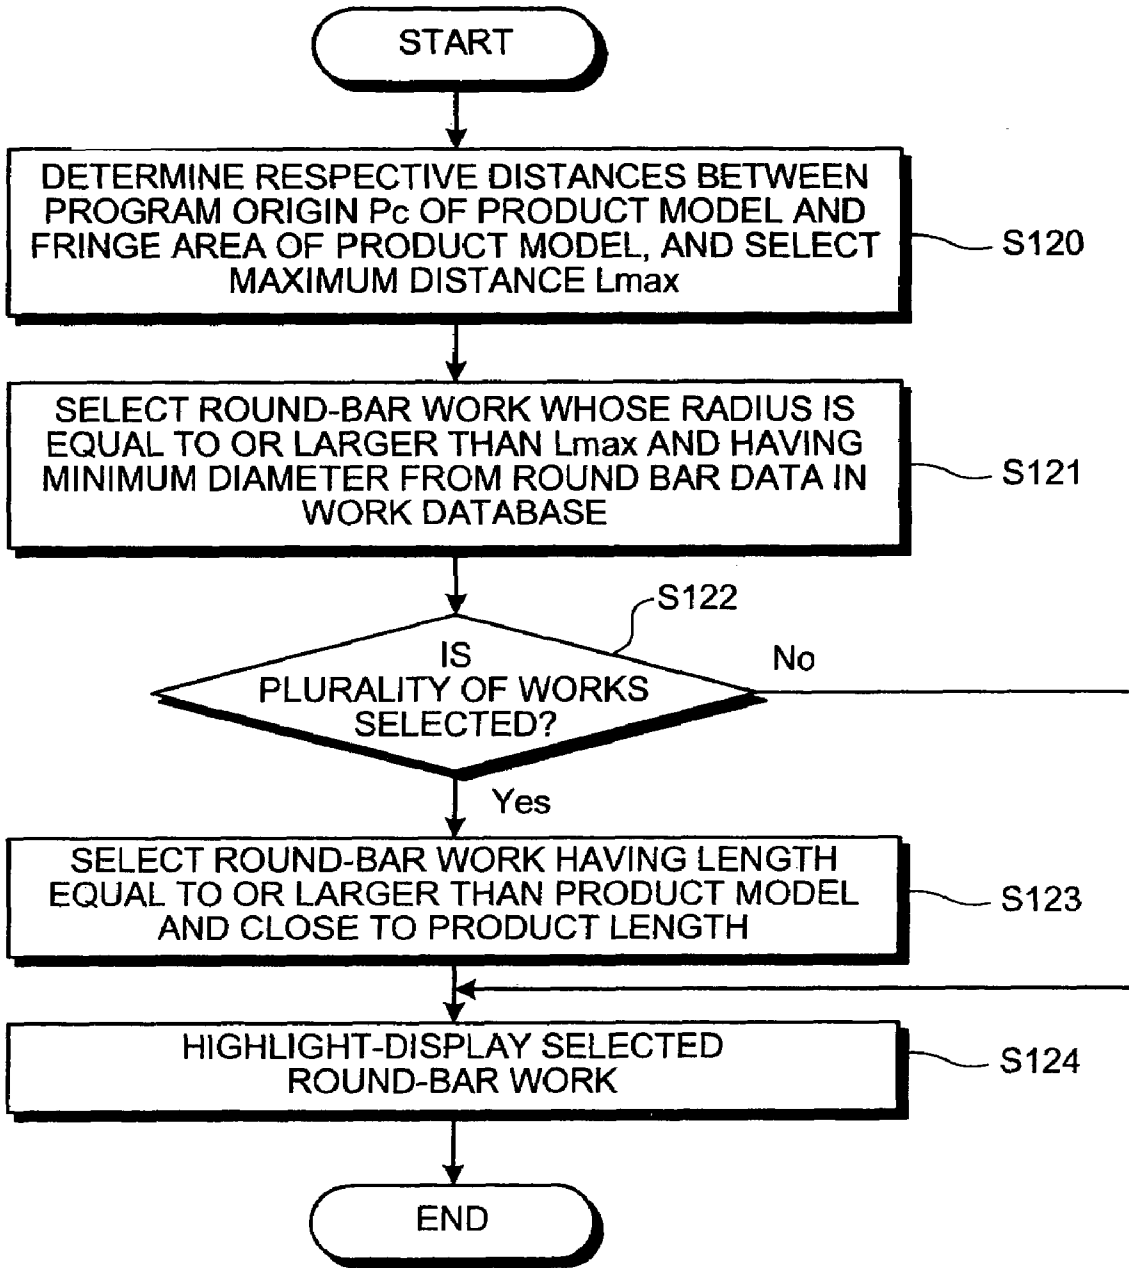 START
DETERMINE RESPECTIVE DISTANCES BETWEEN
PROGRAM ORIGIN Pc OF PRODUCT MODEL AND
FRINGE AREA OF PRODUCT MODEL, AND SELECT
MAXIMUM DISTANCE Lmax
S120
SELECT ROUND-BAR WORK WHOSE RADIUS IS
EQUAL TO OR LARGER THAN Lmax AND HAVING
MINIMUM DIAMETER FROM ROUND BAR DATA IN
WORK DATABASE
S121
S122
IS
PLURALITY OF WORKS
SELECTED?
No
Yes
SELECT ROUND-BAR WORK HAVING LENGTH
EQUAL TO OR LARGER THAN PRODUCT MODEL
AND CLOSE TO PRODUCT LENGTH
S123
HIGHLIGHT-DISPLAY SELECTED
ROUND-BAR WORK
S124
END